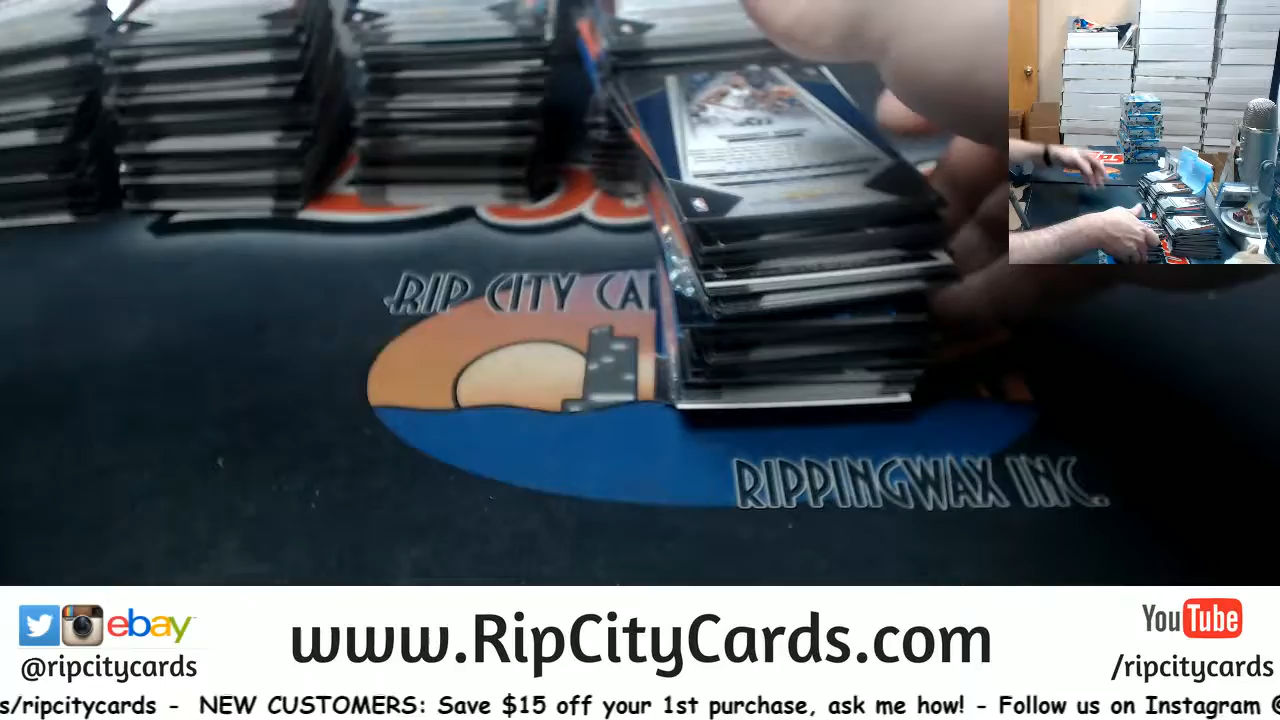 RIP CITY CA
RIPPINGWAX INC.
ebay
@ripcitycards
www.RipCityCards.com
YouTube
/ripcitycards
s/ripcitycards - NEW CUSTOMERS: Save $15 off your 1st purchase, ask me how! - Follow us on Instagram